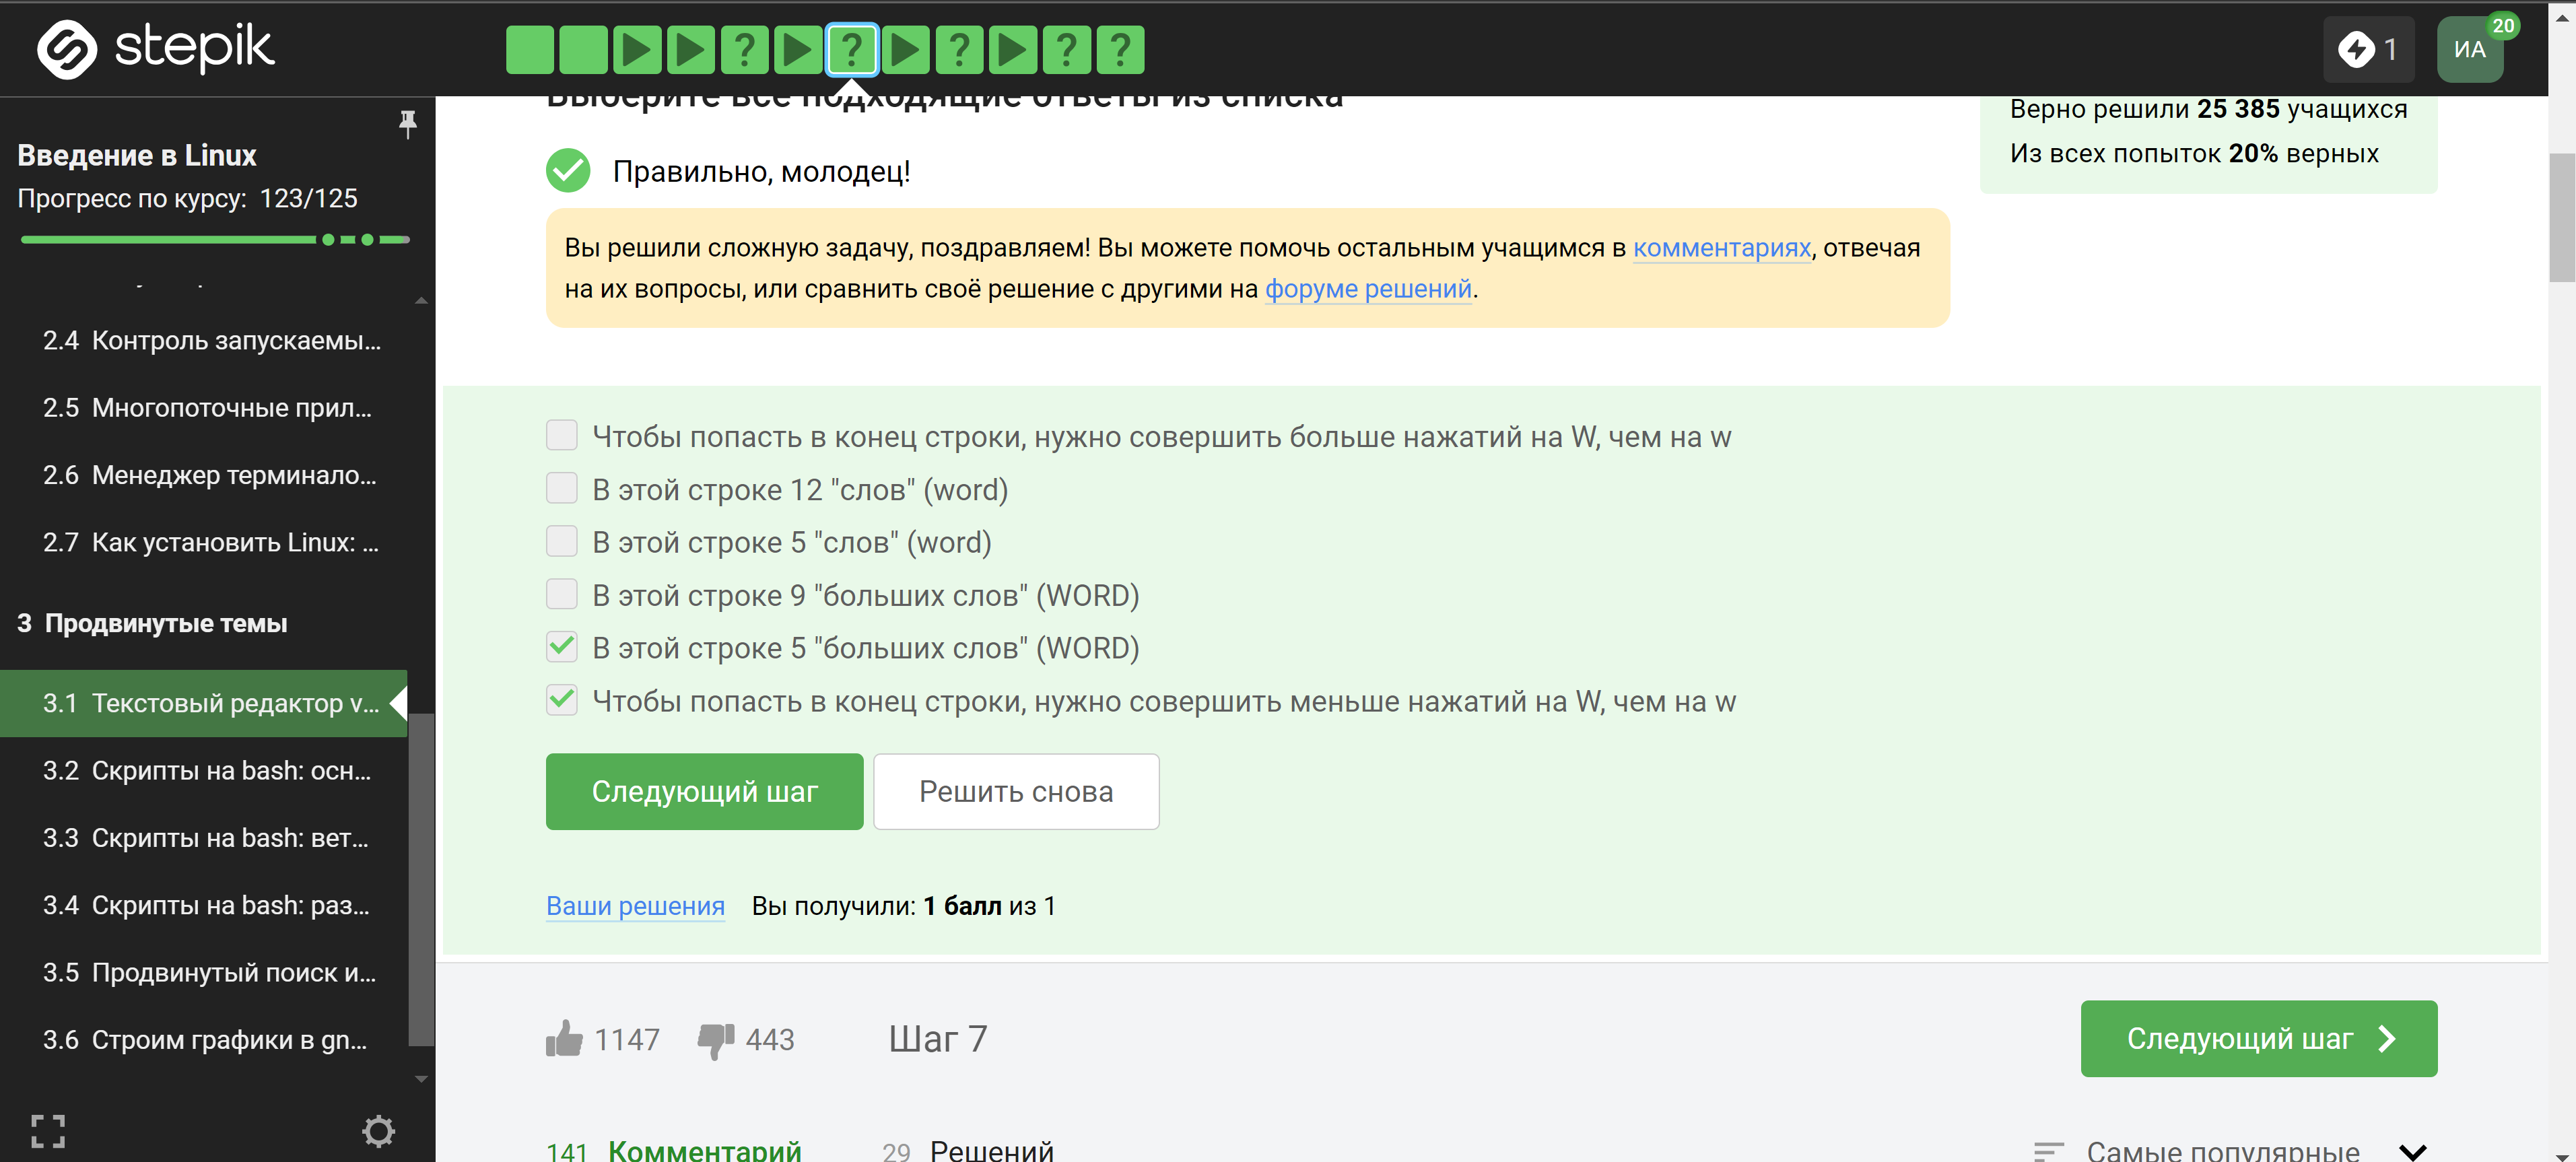 stepik
? ? ? ? ?
1
ИА
20
Введение в Linux
Прогресс по курсу: 123/125
2.4 Контроль запускаемы...
2.5 Многопоточные прил...
2.6 Менеджер терминало...
2.7 Как установить Linux: ...
3 Продвинутые темы
3.1 Текстовый редактор v...
3.2 Скрипты на bash: осн...
3.3 Скрипты на bash: вет...
3.4 Скрипты на bash: раз...
3.5 Продвинутый поиск и...
3.6 Строим графики в gn...
Выберите все подходящие ответы из списка
Верно решили 25 385 учащихся
Из всех попыток 20% верных
Правильно, молодец!
Вы решили сложную задачу, поздравляем! Вы можете помочь остальным учащимся в комментариях, отвечая
на их вопросы, или сравнить своё решение с другими на форуме решений.
Чтобы попасть в конец строки, нужно совершить больше нажатий на W, чем на w
В этой строке 12 "слов" (word)
В этой строке 5 "слов" (word)
В этой строке 9 "больших слов" (WORD)
В этой строке 5 "больших слов" (WORD)
Чтобы попасть в конец строки, нужно совершить меньше нажатий на W, чем на w
Следующий шаг
Решить снова
Ваши решения Вы получили: 1 балл из 1
1147 443 Шаг 7
Следующий шаг
141 Комментарий 29 Решений
Самые популярные